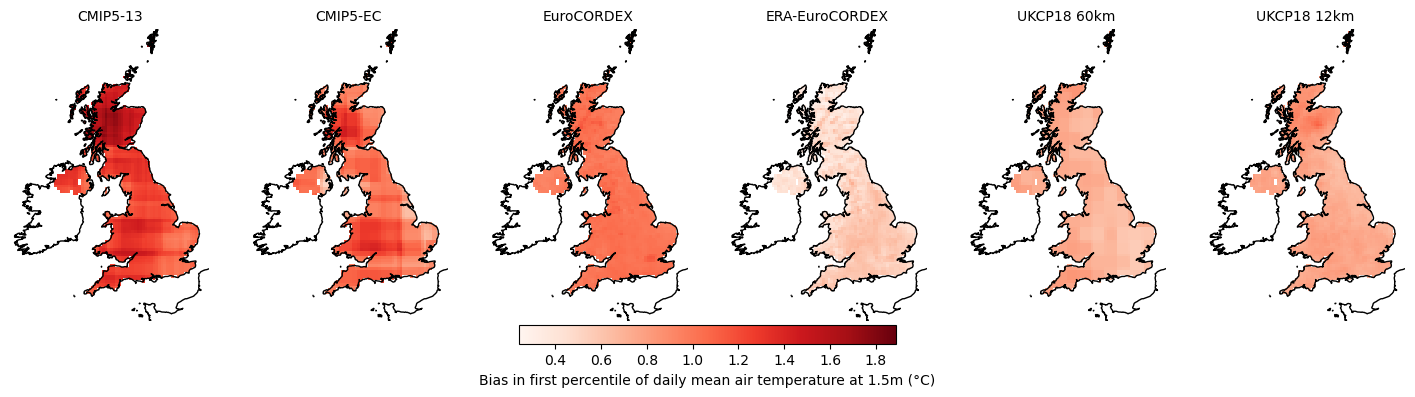 CMIP5-13
CMIP5-EC
EuroCORDEX
ERA-EuroCORDEX
UKCP18 60km
UKCP18 12km
0.4 0.6 0.8 1.0 1.2 1.4 1.6 1.8
Bias in first percentile of daily mean air temperature at 1.5m (°C)